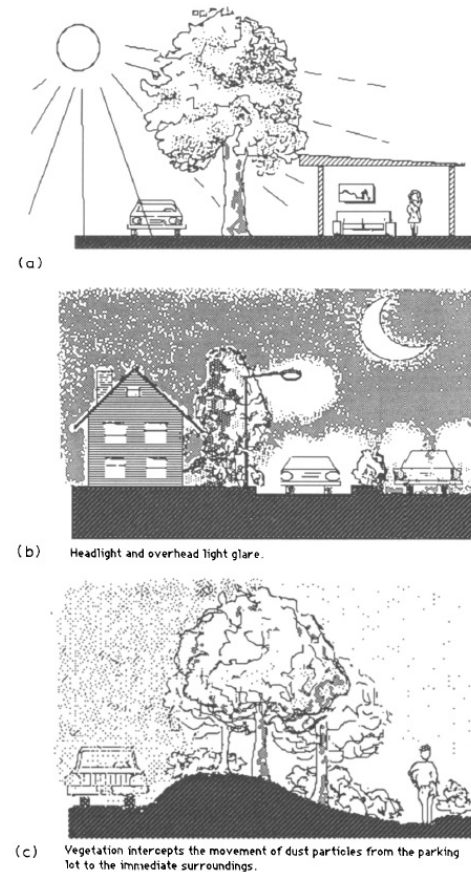 (a)
(b) Headlight and overhead light glare.
(c) Vegetation intercepts the movement of dust particles from the parking
lot to the immediate surroundings.